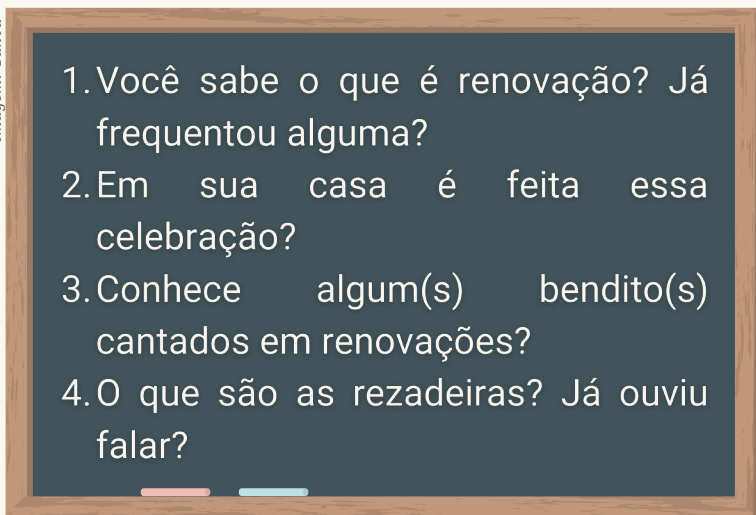 1. Você sabe o que é renovação? Já
frequentou alguma?
2. Em sua casa é feita essa
celebração?
3. Conhece algum(s) bendito(s)
cantados em renovações?
4. O que são as rezadeiras? Já ouviu
falar?